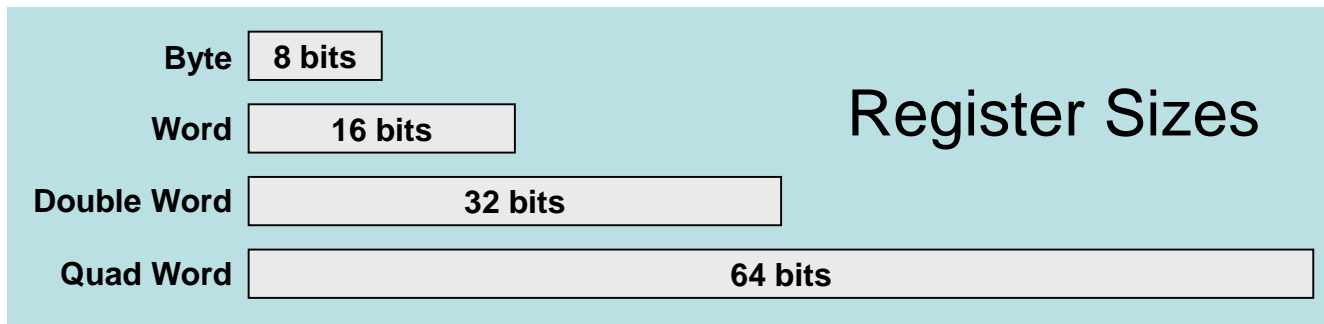 Byte 8 bits
Register Sizes
Word 16 bits
Double Word 32 bits
Quad Word 64 bits